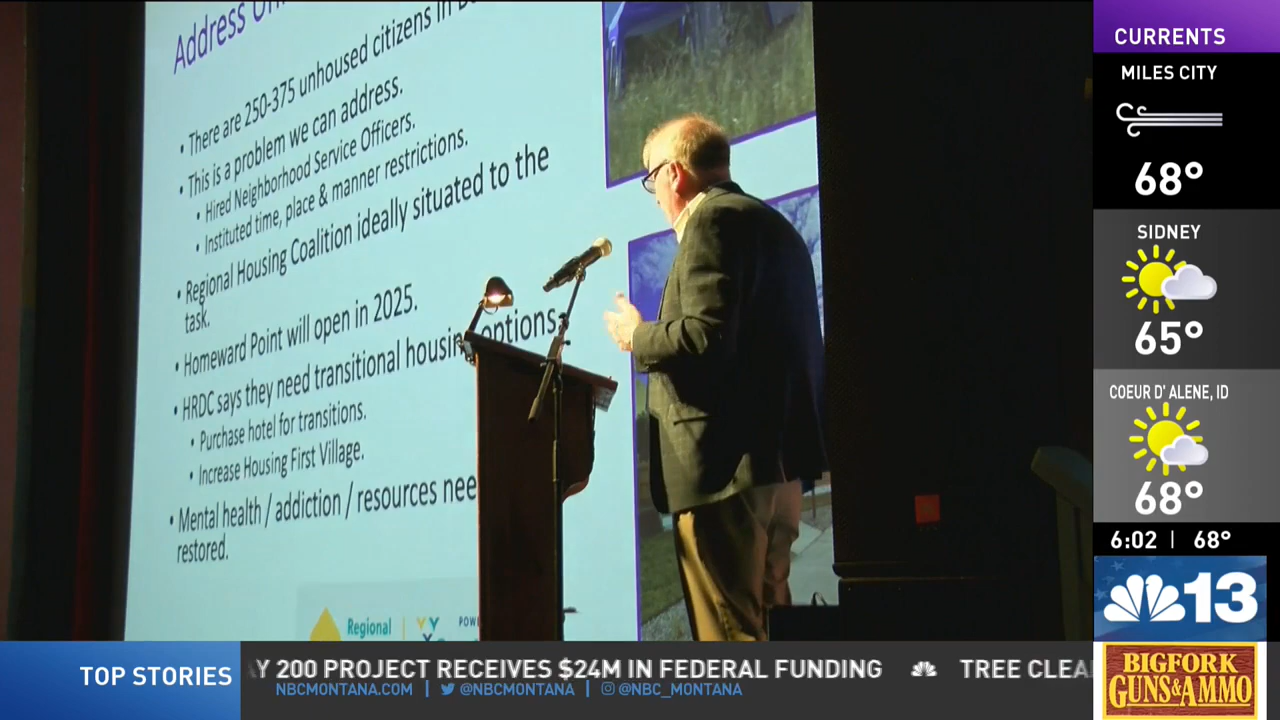 Address
• There are 250-375 unhoused citizens in
• This is a problem we can address.
• Hired Neighborhood Service Officers.
• Instituted time, place & manner restrictions.
• Regional Housing Coalition ideally situated to the
task.
• Homeward Point will open in 2025.
• HRDC says they need transitional housing options.
• Purchase hotel for transitions.
• Increase Housing First Village.
• Mental health / addiction / resources
restored.
Regional
CURRENTS
MILES CITY
68°
SIDNEY
65°
COEUR D' ALENE, ID
68°
6:02 | 68°
13
TOP STORIES
Y 200 PROJECT RECEIVES $24M IN FEDERAL FUNDING
TREE
NBCMONTANA.COM | @NBCMONTANA | @NBC_MONTANA
BIGFORK
GUNS&AMMO